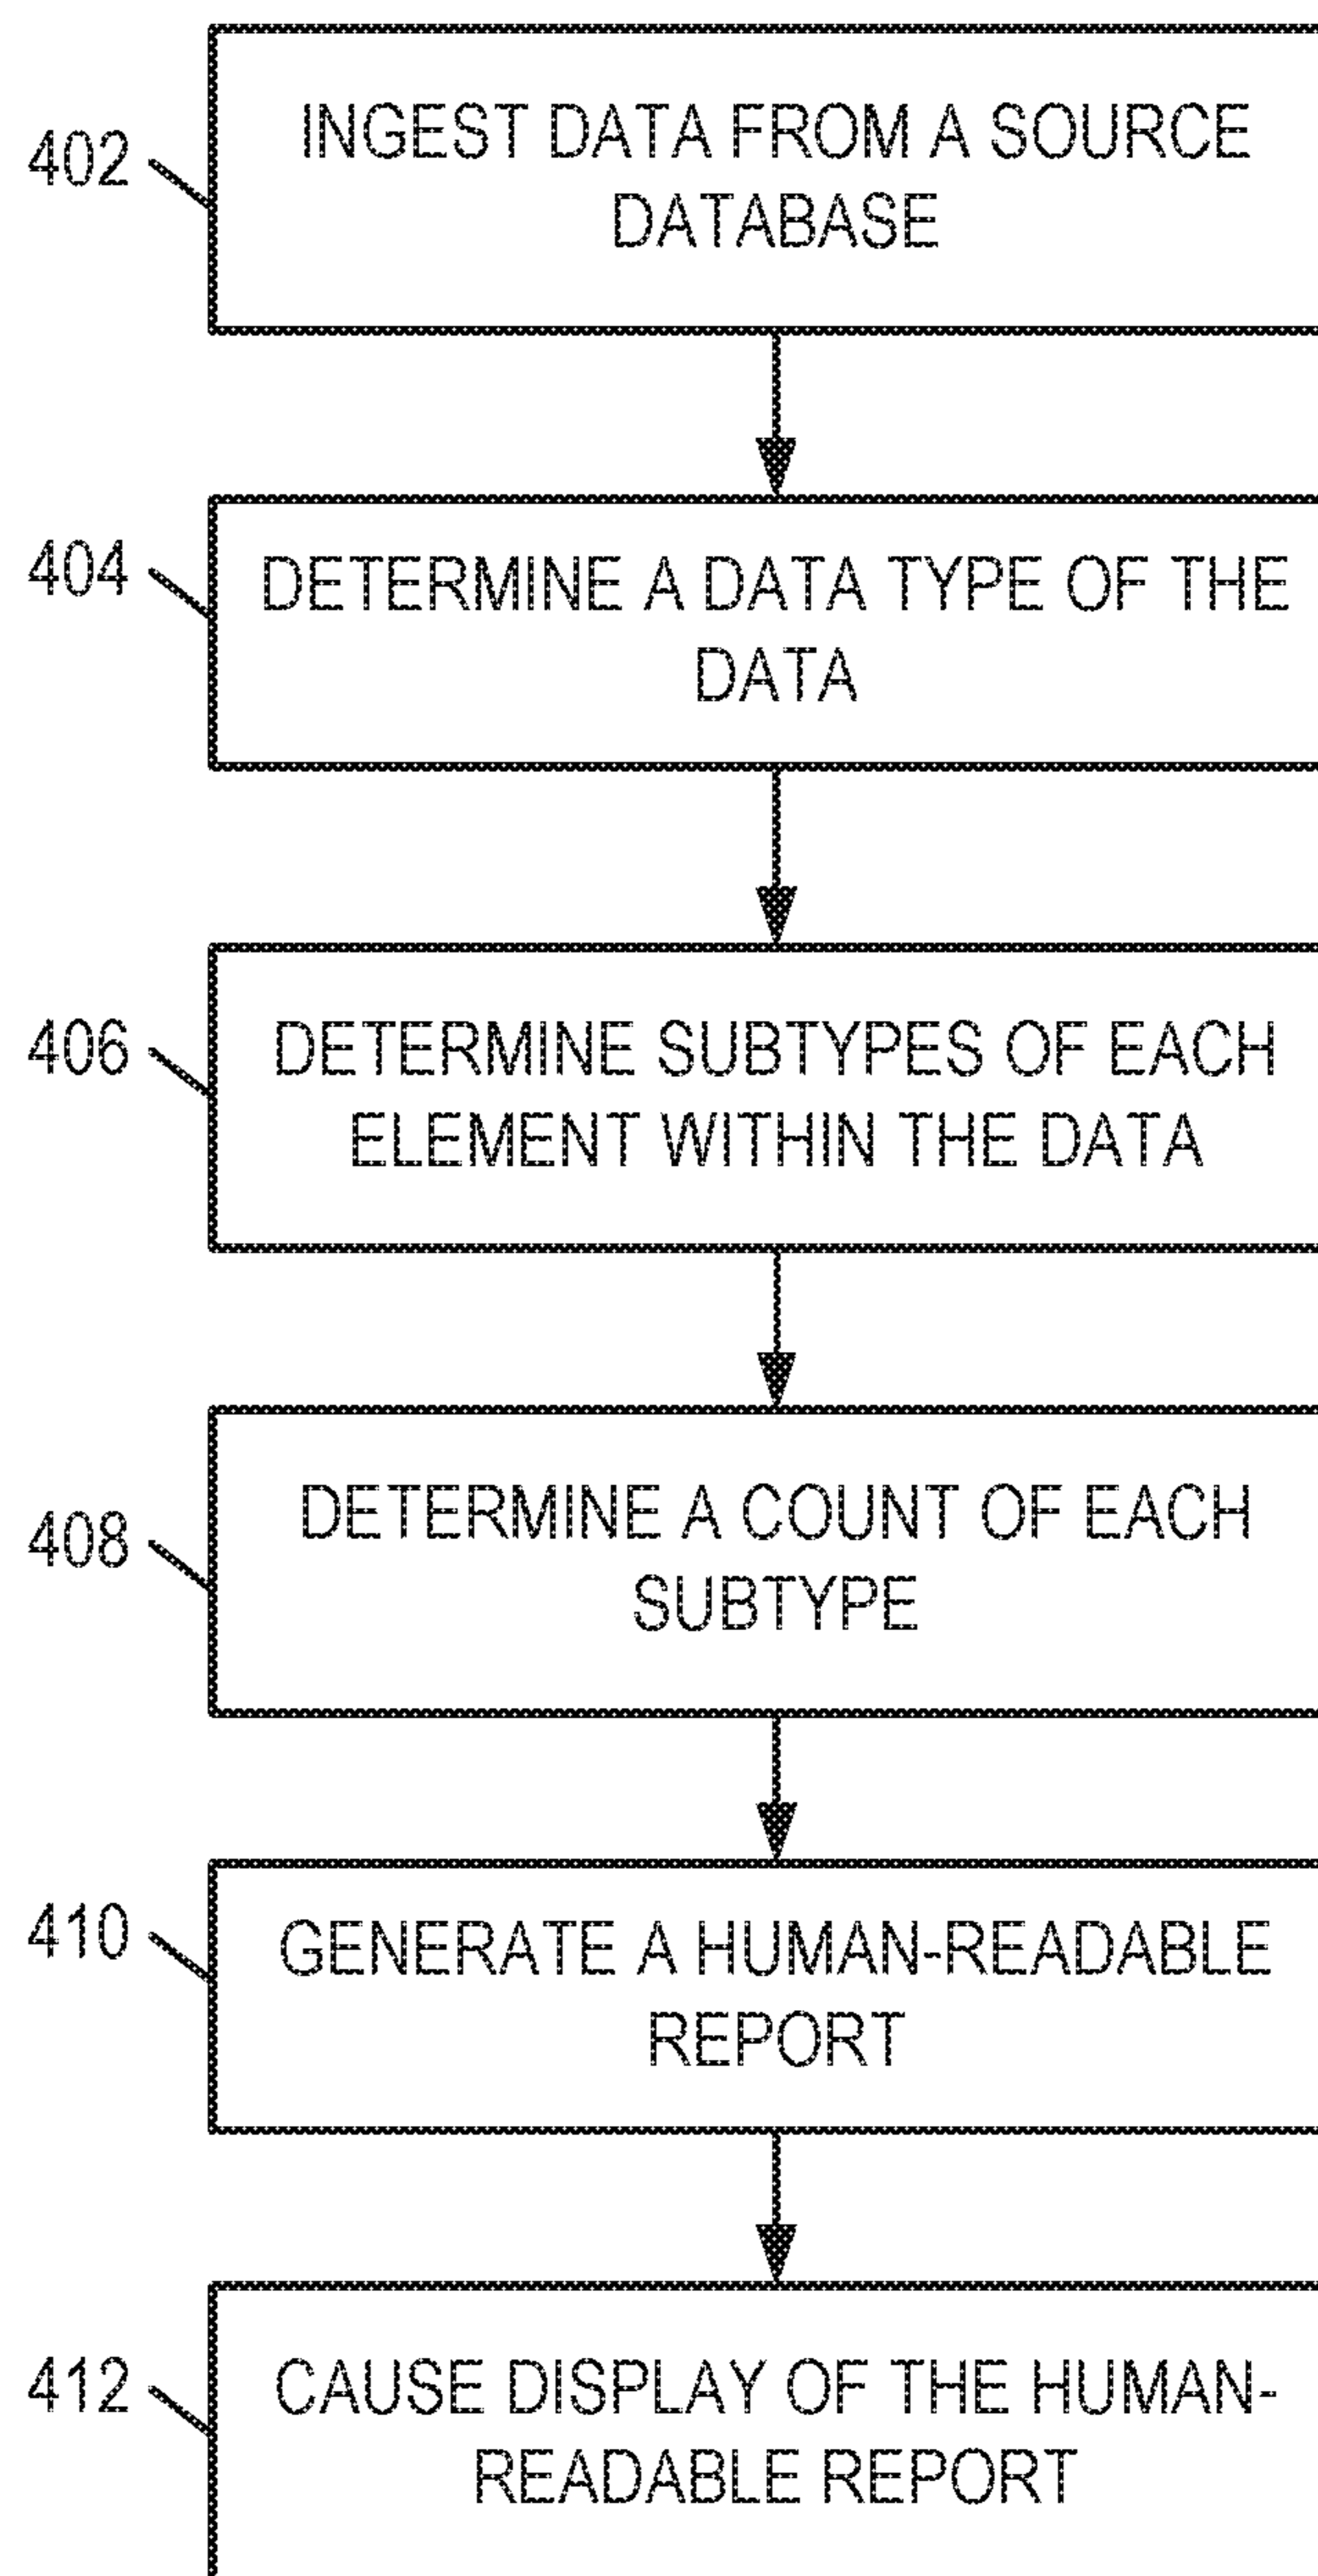 402
INGEST DATA FROM A SOURCE
DATABASE
404
DETERMINE A DATA TYPE OF THE
DATA
406
DETERMINE SUBTYPES OF EACH
ELEMENT WITHIN THE DATA
408
DETERMINE A COUNT OF EACH
SUBTYPE
410
GENERATE A HUMAN-READABLE
REPORT
412
CAUSE DISPLAY OF THE HUMAN-
READABLE REPORT